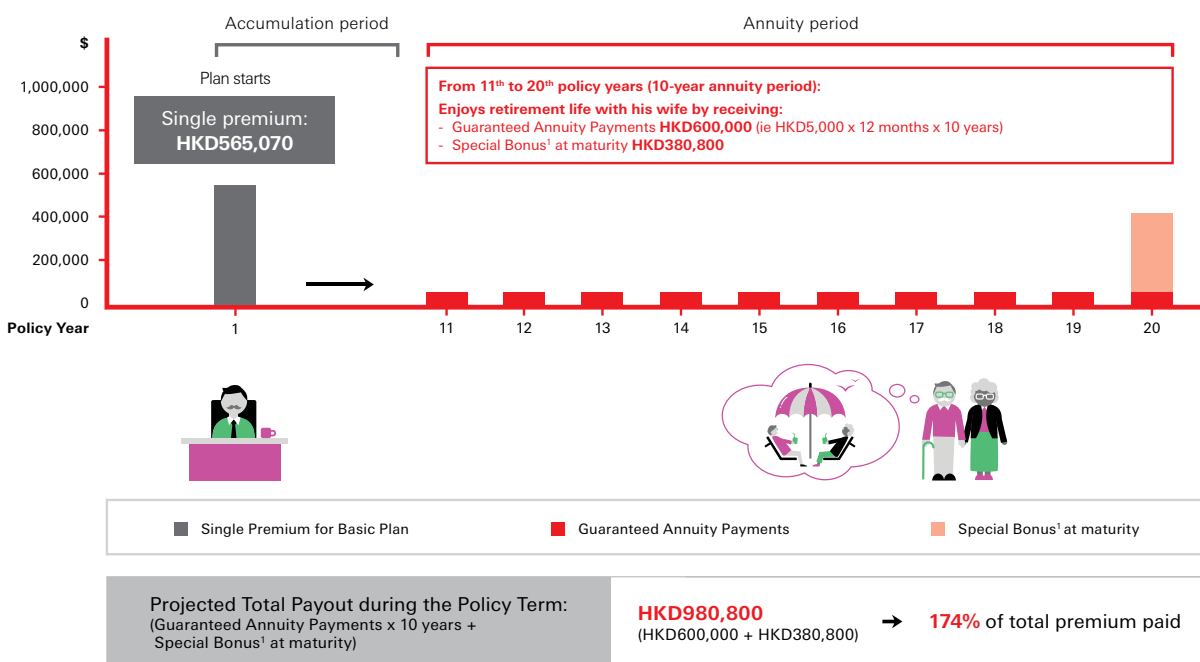 Accumulation period
Annuity period
$
Plan starts
1,000,000
800,000
600,000
400,000
200,000
0
Single premium:
HKD565,070
From 11th to 20th policy years (10-year annuity period):
Enjoys retirement life with his wife by receiving:
- Guaranteed Annuity Payments HKD600,000 (ie HKD5,000 x 12 months x 10 years)
- Special Bonus1 at maturity HKD380,800
Policy Year 1 11 12 13 14 15 16 17 18 19 20
Single Premium for Basic Plan
Guaranteed Annuity Payments
Special Bonus1 at maturity
Projected Total Payout during the Policy Term:
(Guaranteed Annuity Payments x 10 years +
Special Bonus1 at maturity)
HKD980,800
(HKD600,000 + HKD380,800)
174% of total premium paid